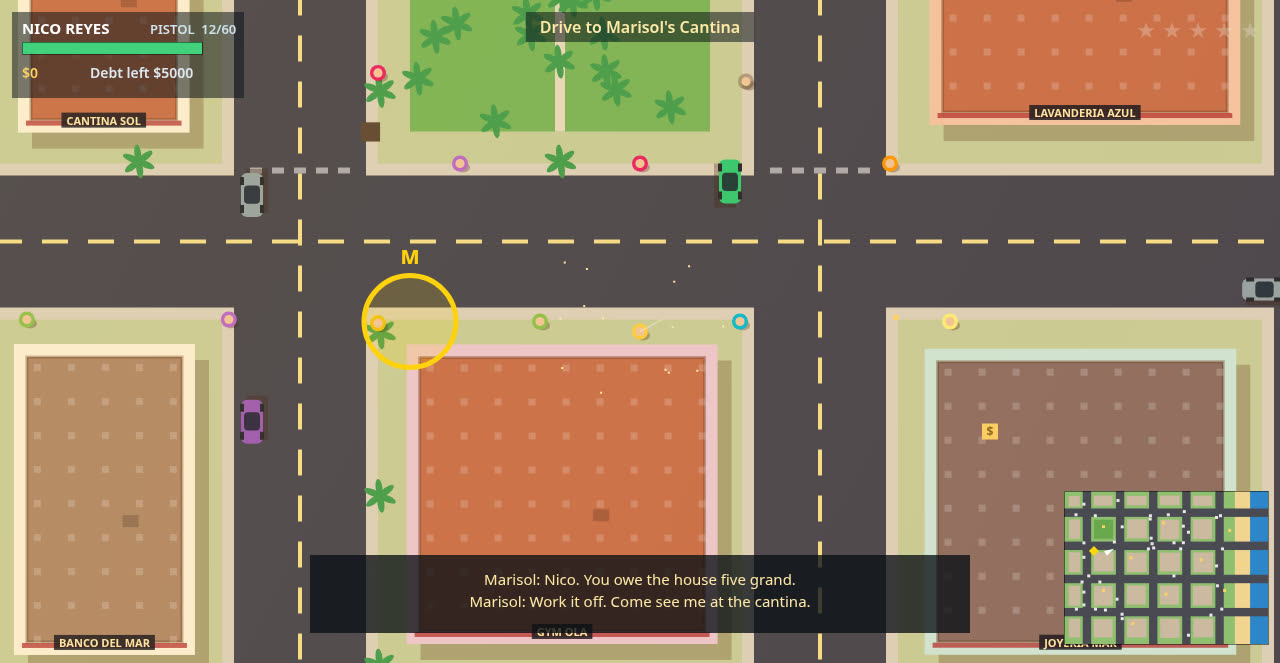 NICO REYES
PISTOL 12/60
$0
Debt left $5000
Drive to Marisol's Cantina
CANTINA SOL
LAVANDERIA AZUL
M
$
Marisol: Nico. You owe the house five grand.
Marisol: Work it off. Come see me at the cantina.
GYM OLA
BANCO DEL MAR
JOYERIA MAR